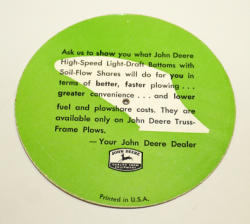 Ask us to show you what John Deere
High-Speed Light-Draft Bottoms with
Soil-Flow Shares will do for you in
terms of better, faster plowing . . .
greater convenience . . . and lower
fuel and plowshare costs. They are
available only on John Deere Truss-
Frame Plows.
—Your John Deere Dealer
JOHN DEERE
Printed in U.S.A.